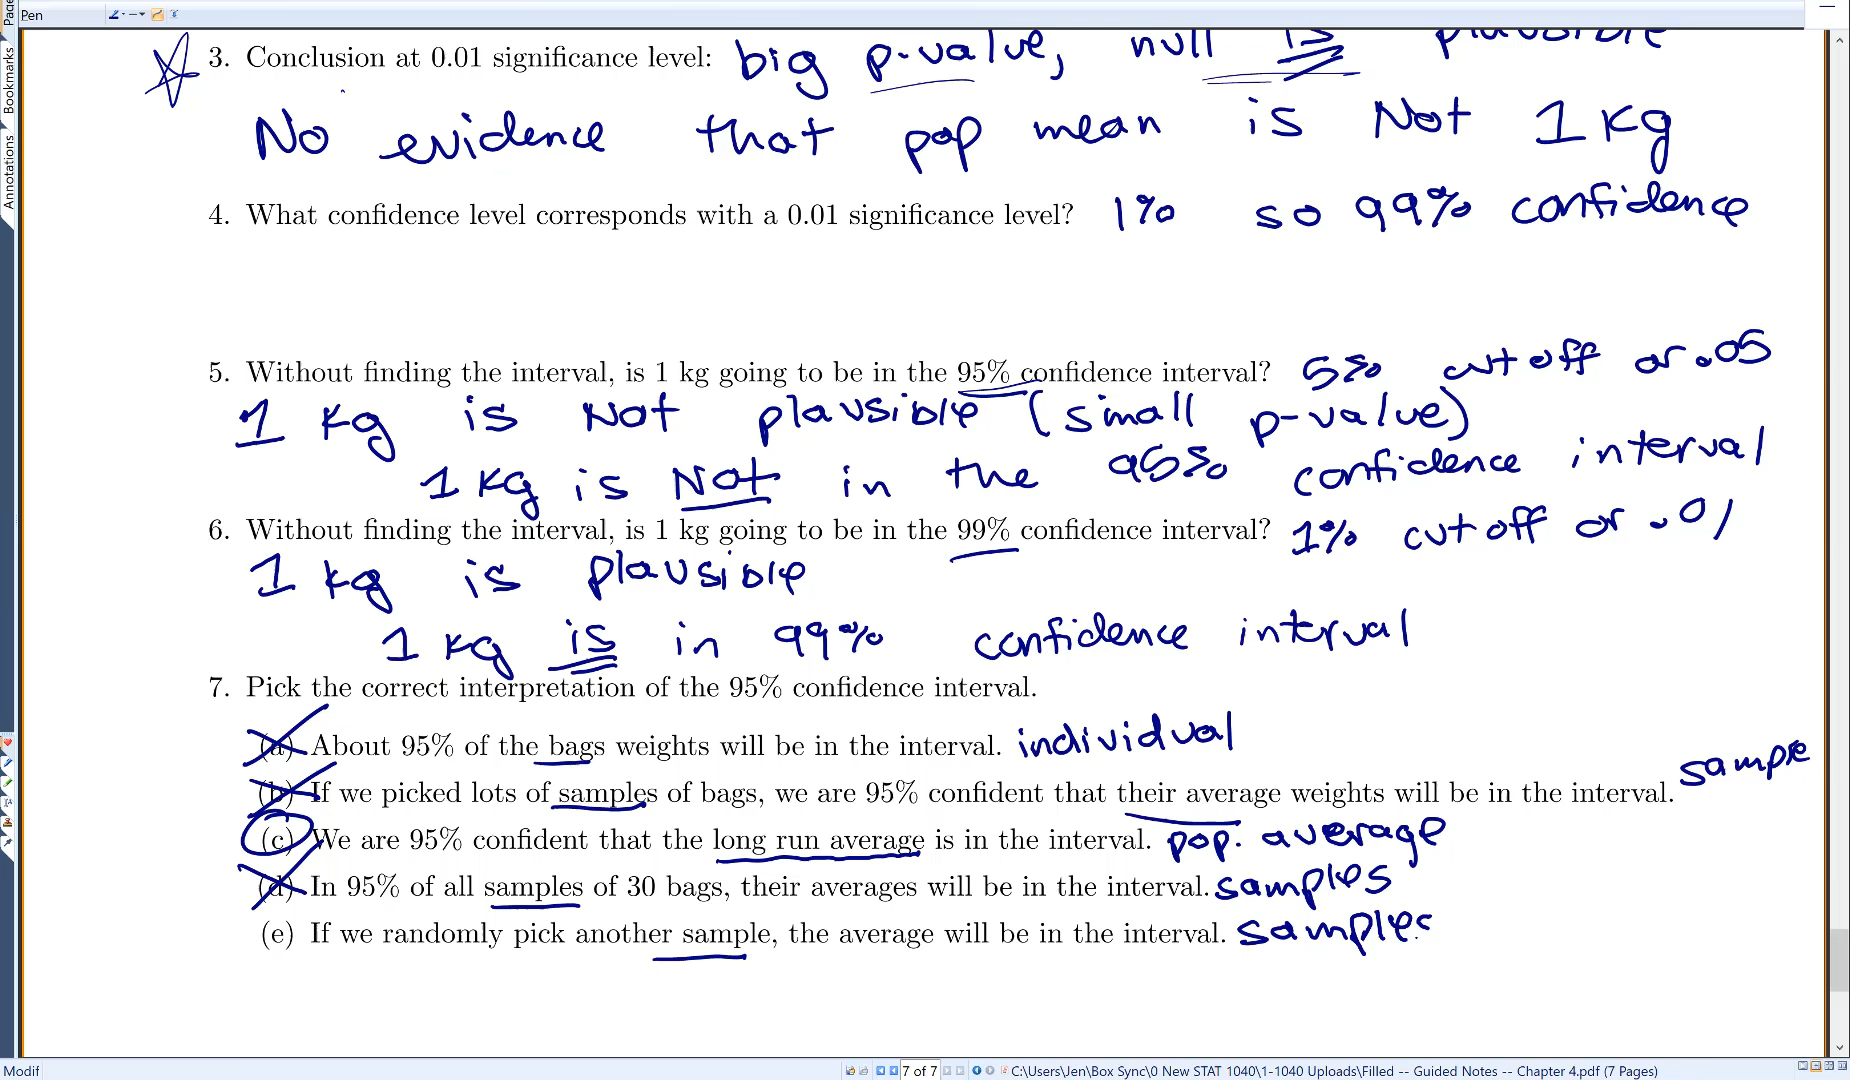 Pen
Page
Bookmarks
Annotations
3. Conclusion at 0.01 significance level: big p-value, null is plausible
No evidence that pop mean is Not 1 kg
4. What confidence level corresponds with a 0.01 significance level? 1% so 99% confidence
5. Without finding the interval, is 1 kg going to be in the 95% confidence interval? 5% cutoff or .05
1 kg is Not plausible (small p-value)
1 kg is Not in the 95% confidence interval
6. Without finding the interval, is 1 kg going to be in the 99% confidence interval? 1% cutoff or .01
1 kg is plausible
1 kg is in 99% confidence interval
7. Pick the correct interpretation of the 95% confidence interval.
(a) About 95% of the bags weights will be in the interval. individual
(b) If we picked lots of samples of bags, we are 95% confident that their average weights will be in the interval. sample
(c) We are 95% confident that the long run average is in the interval. pop. average
(d) In 95% of all samples of 30 bags, their averages will be in the interval. samples
(e) If we randomly pick another sample, the average will be in the interval. samples
Modif
7 of 7
C:\Users\Jen\Box Sync\0 New STAT 1040\1-1040 Uploads\Filled -- Guided Notes -- Chapter 4.pdf (7 Pages)